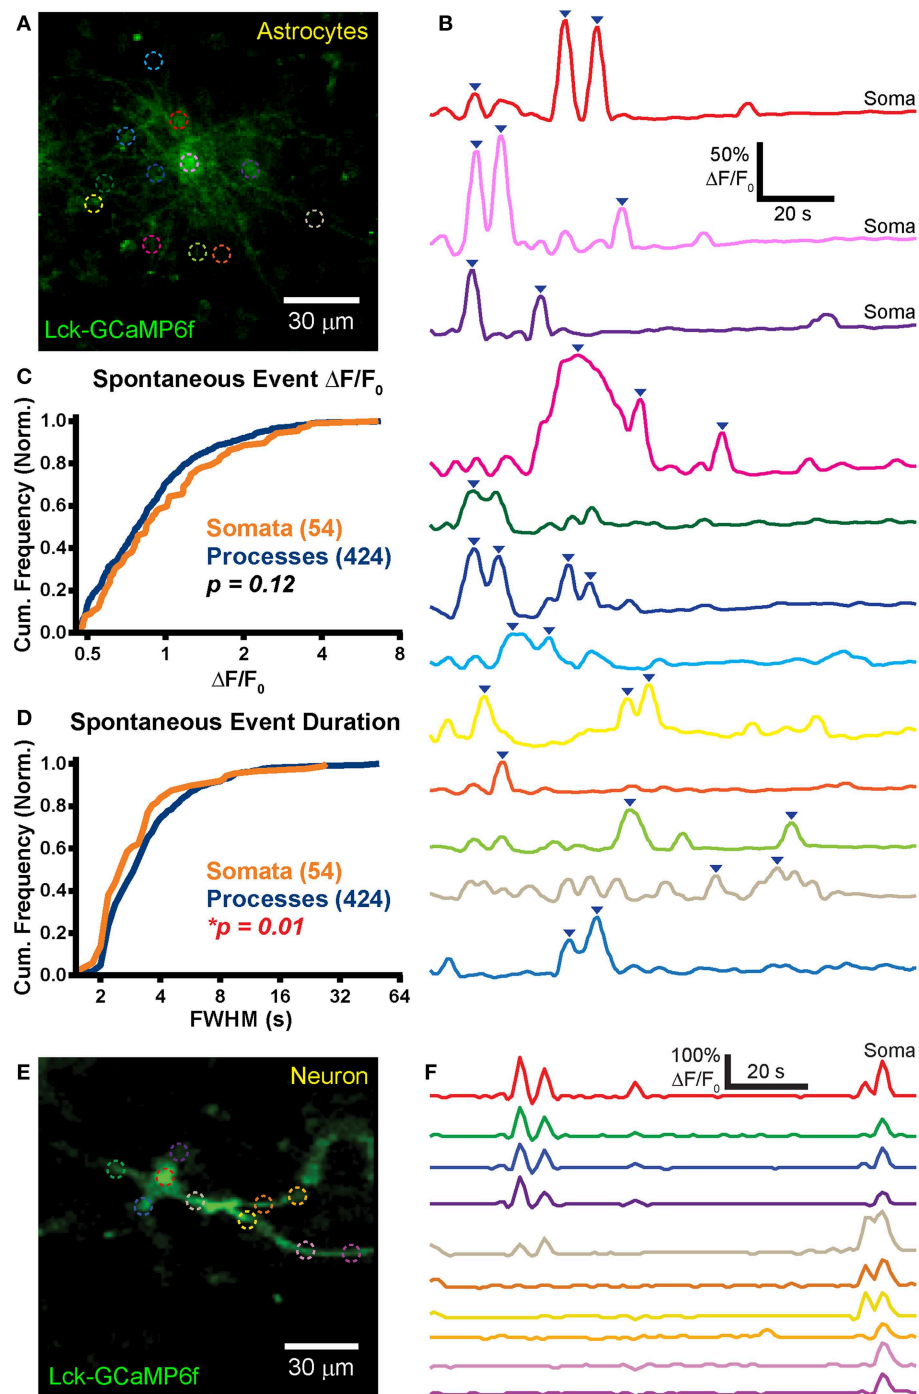 A
Astrocytes
Lck-GCaMP6f
30 μm
B
Soma
50%
ΔF/F0
20 s
Soma
Soma
C
Spontaneous Event ΔF/F0
Cum. Frequency (Norm.)
1.0
0.8
0.6
0.4
0.2
0.0
Somata (54)
Processes (424)
p = 0.12
0.5 1 2 4 8
ΔF/F0
D
Spontaneous Event Duration
Cum. Frequency (Norm.)
1.0
0.8
0.6
0.4
0.2
0.0
Somata (54)
Processes (424)
*p = 0.01
2 4 8 16 32 64
FWHM (s)
E
Neuron
Lck-GCaMP6f
30 μm
F
100%
ΔF/F0
20 s
Soma